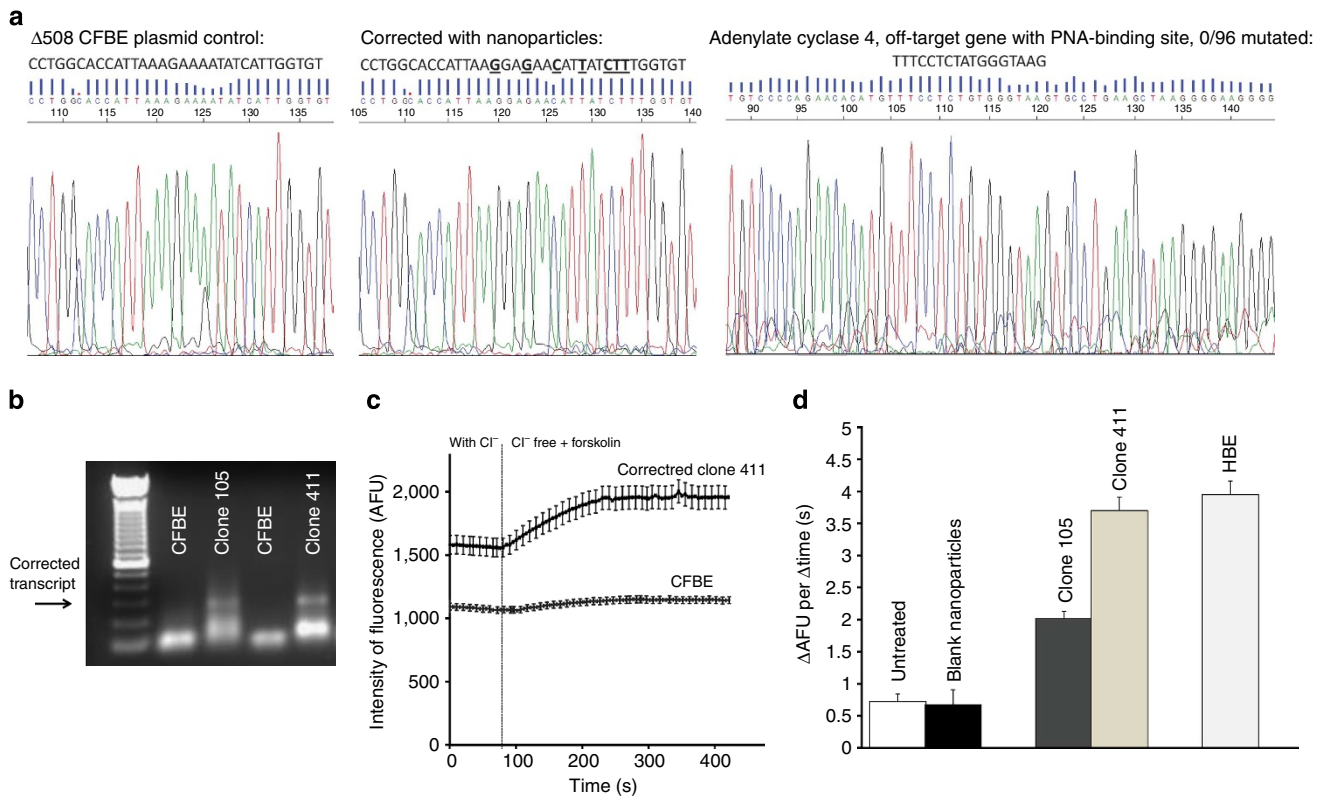 a
Δ508 CFBE plasmid control:
CCTGGCACCATTAAAGAAAATATCATTGGTGT
CCTGGCACCATTAAAGAAAATATCATTGGTGT
110 115 120 125 130 135
Corrected with nanoparticles:
CCTGGCACCATTAAGGAGAACATTATCTTTGGTGT
CCTGGCACCATTAAGGAGAACATTATCTTTGGTGT
105 110 115 120 125 130 135 140
Adenylate cyclase 4, off-target gene with PNA-binding site, 0/96 mutated:
TTTCCTCTATGGGTAAG
TGTCCCCAGAACACATGTTTCCTCTGTGGGTAAGTGCCTGAAGCTAAGGGGAAGGGG
90 95 100 105 110 115 120 125 130 135 140
b
CFBE
Clone 105
CFBE
Clone 411
Corrected
transcript
c
With Cl⁻
Cl⁻ free + forskolin
Correctred clone 411
CFBE
Intensity of fluorescence (AFU)
2,000
1,500
1,000
500
0
0 100 200 300 400
Time (s)
d
ΔAFU per Δtime (s)
5
4.5
4
3.5
3
2.5
2
1.5
1
0.5
0
Untreated
Blank nanoparticles
Clone 105
Clone 411
HBE